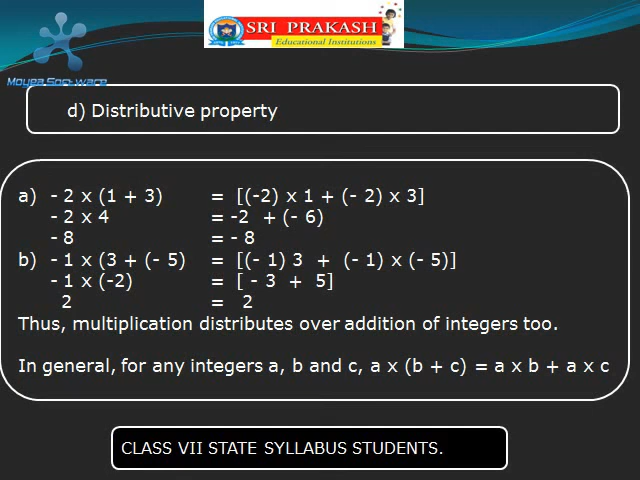 SRI PRAKASH
Educational Institutions
Moyea Software
d) Distributive property
a) - 2 x (1 + 3) = [(-2) x 1 + (- 2) x 3]
- 2 x 4 = -2 + (- 6)
- 8 = - 8
b) - 1 x (3 + (- 5) = [(- 1) 3 + (- 1) x (- 5)]
- 1 x (-2) = [ - 3 + 5]
2 = 2
Thus, multiplication distributes over addition of integers too.
In general, for any integers a, b and c, a x (b + c) = a x b + a x c
CLASS VII STATE SYLLABUS STUDENTS.